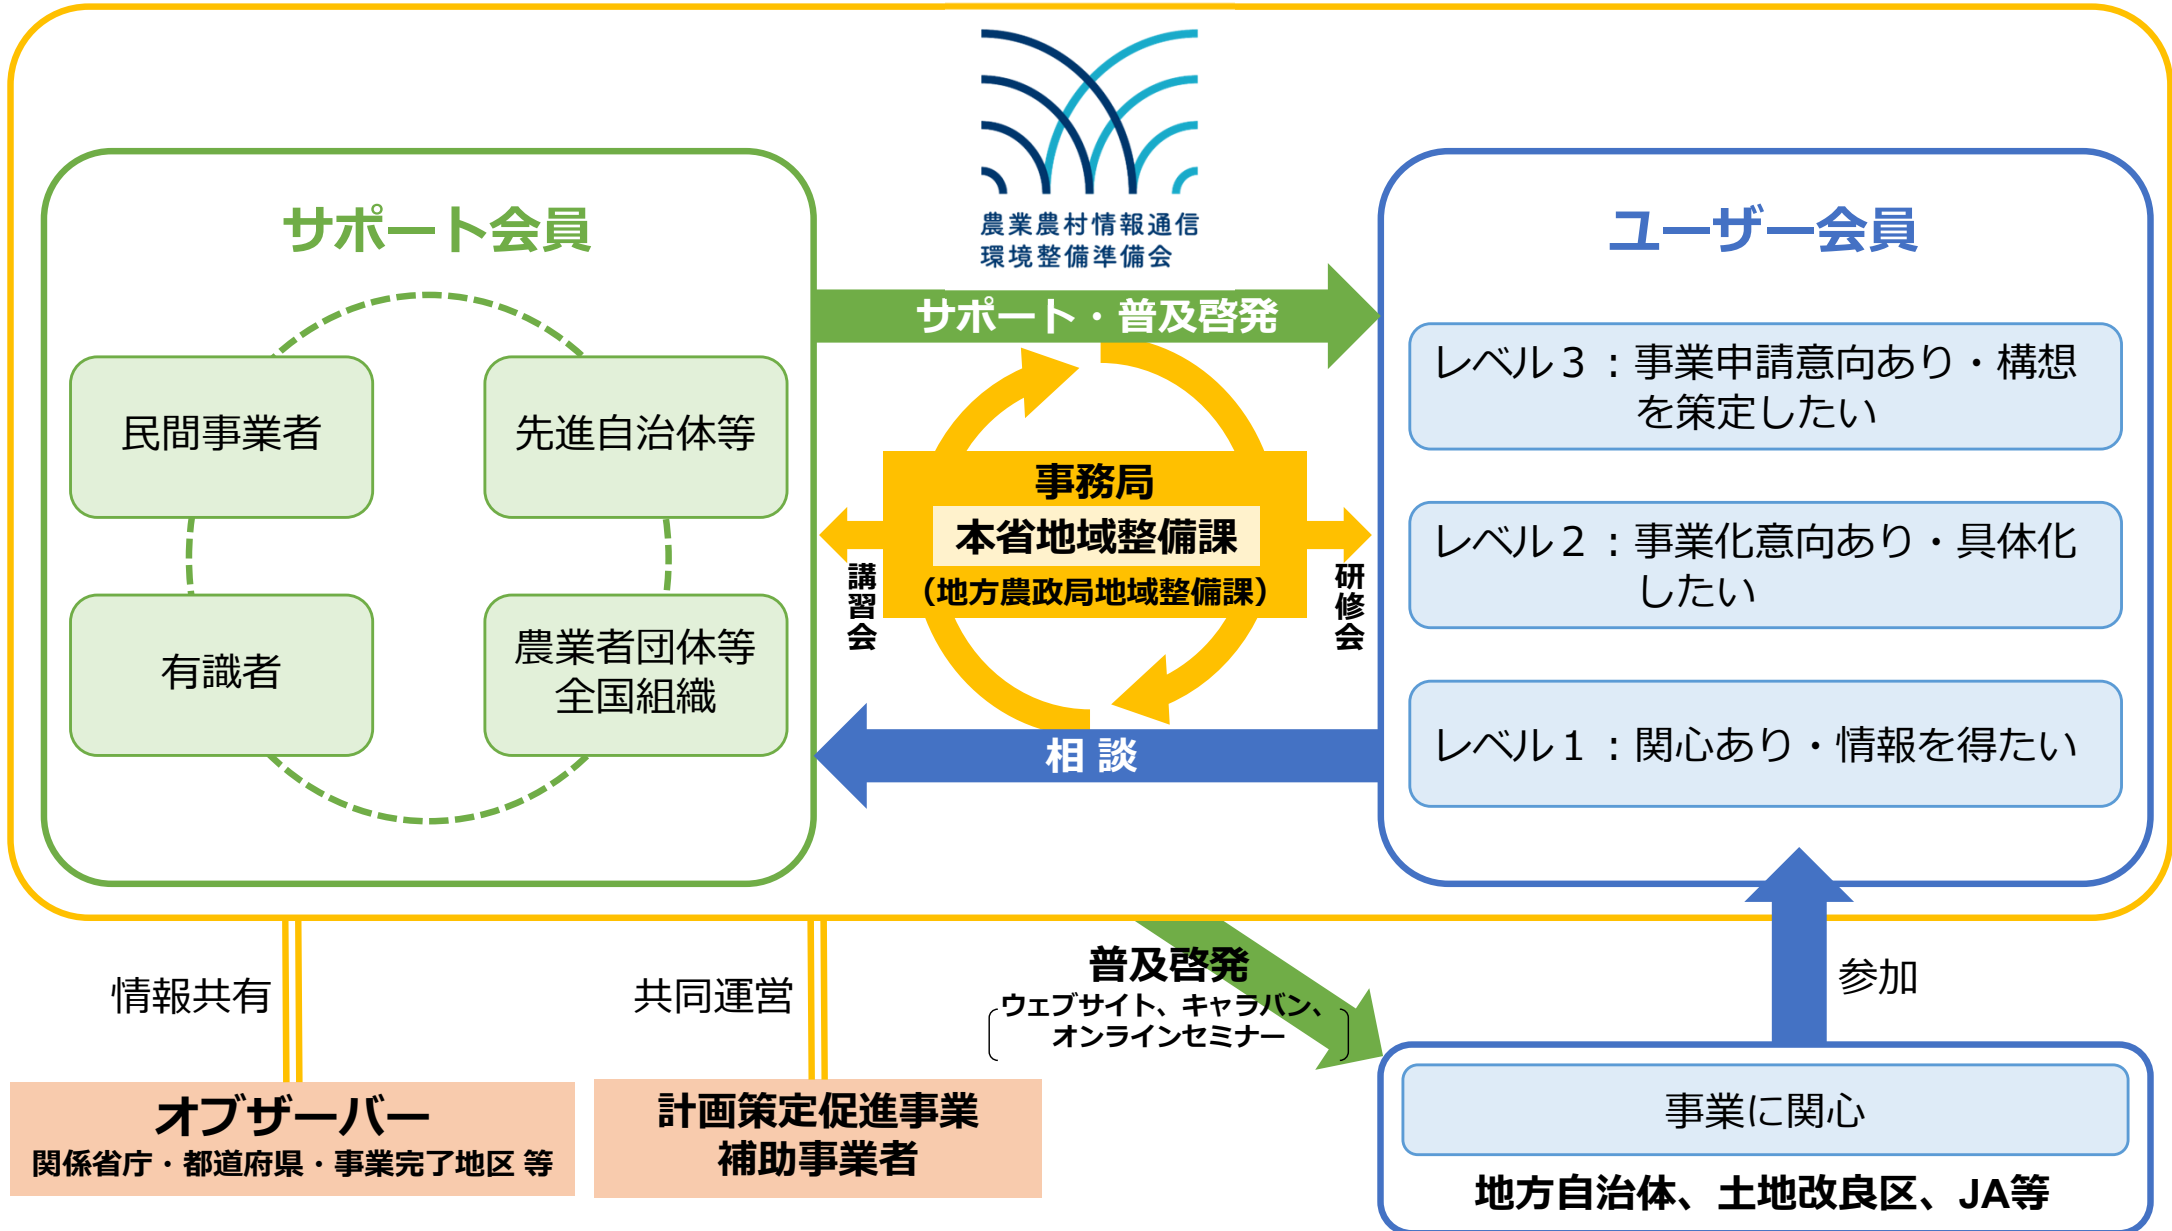 農業農村情報通信
環境整備準備会
サポート会員
民間事業者
先進自治体等
有識者
農業者団体等
全国組織
サポート・普及啓発
事務局
本省地域整備課
（地方農政局地域整備課）
講習会
研修会
相 談
ユーザー会員
レベル３：事業申請意向あり・構想
を策定したい
レベル２：事業化意向あり・具体化
したい
レベル１：関心あり・情報を得たい
情報共有
共同運営
普及啓発
ウェブサイト、キャラバン、
オンラインセミナー
参加
オブザーバー
関係省庁・都道府県・事業完了地区 等
計画策定促進事業
補助事業者
事業に関心
地方自治体、土地改良区、JA等